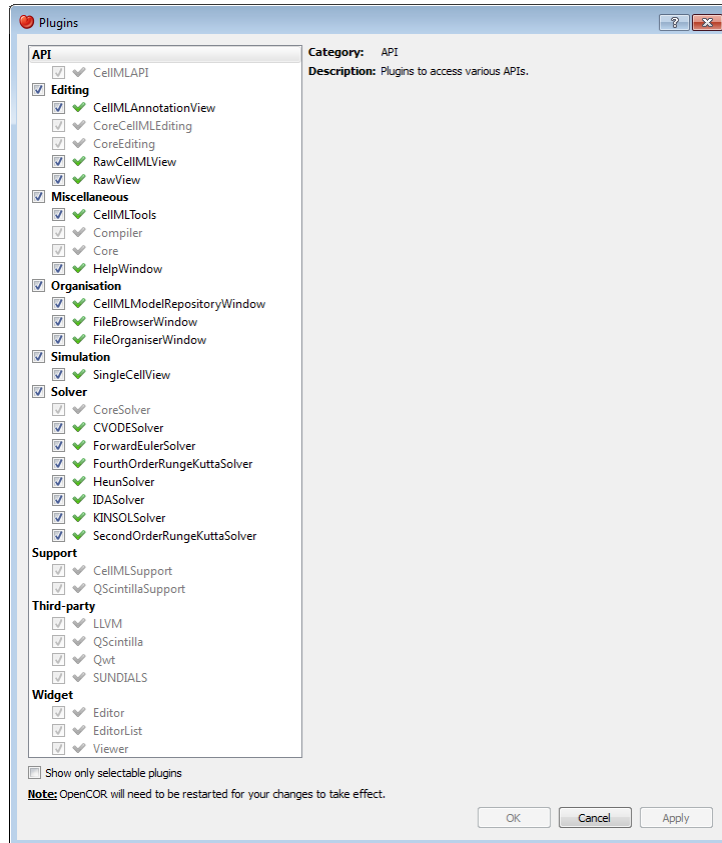 Plugins
API
CellMLAPI
Editing
CellMLAnnotationView
CoreCellMLEditing
CoreEditing
RawCellMLView
RawView
Miscellaneous
CellMLTools
Compiler
Core
HelpWindow
Organisation
CellMLModelRepositoryWindow
FileBrowserWindow
FileOrganiserWindow
Simulation
SingleCellView
Solver
CoreSolver
CVODESolver
ForwardEulerSolver
FourthOrderRungeKuttaSolver
HeunSolver
IDASolver
KINSOLSolver
SecondOrderRungeKuttaSolver
Support
CellMLSupport
QScintillaSupport
Third-party
LLVM
QScintilla
Qwt
SUNDIALS
Widget
Editor
EditorList
Viewer
Category: API
Description: Plugins to access various APIs.
Show only selectable plugins
Note: OpenCOR will need to be restarted for your changes to take effect.
OK Cancel Apply